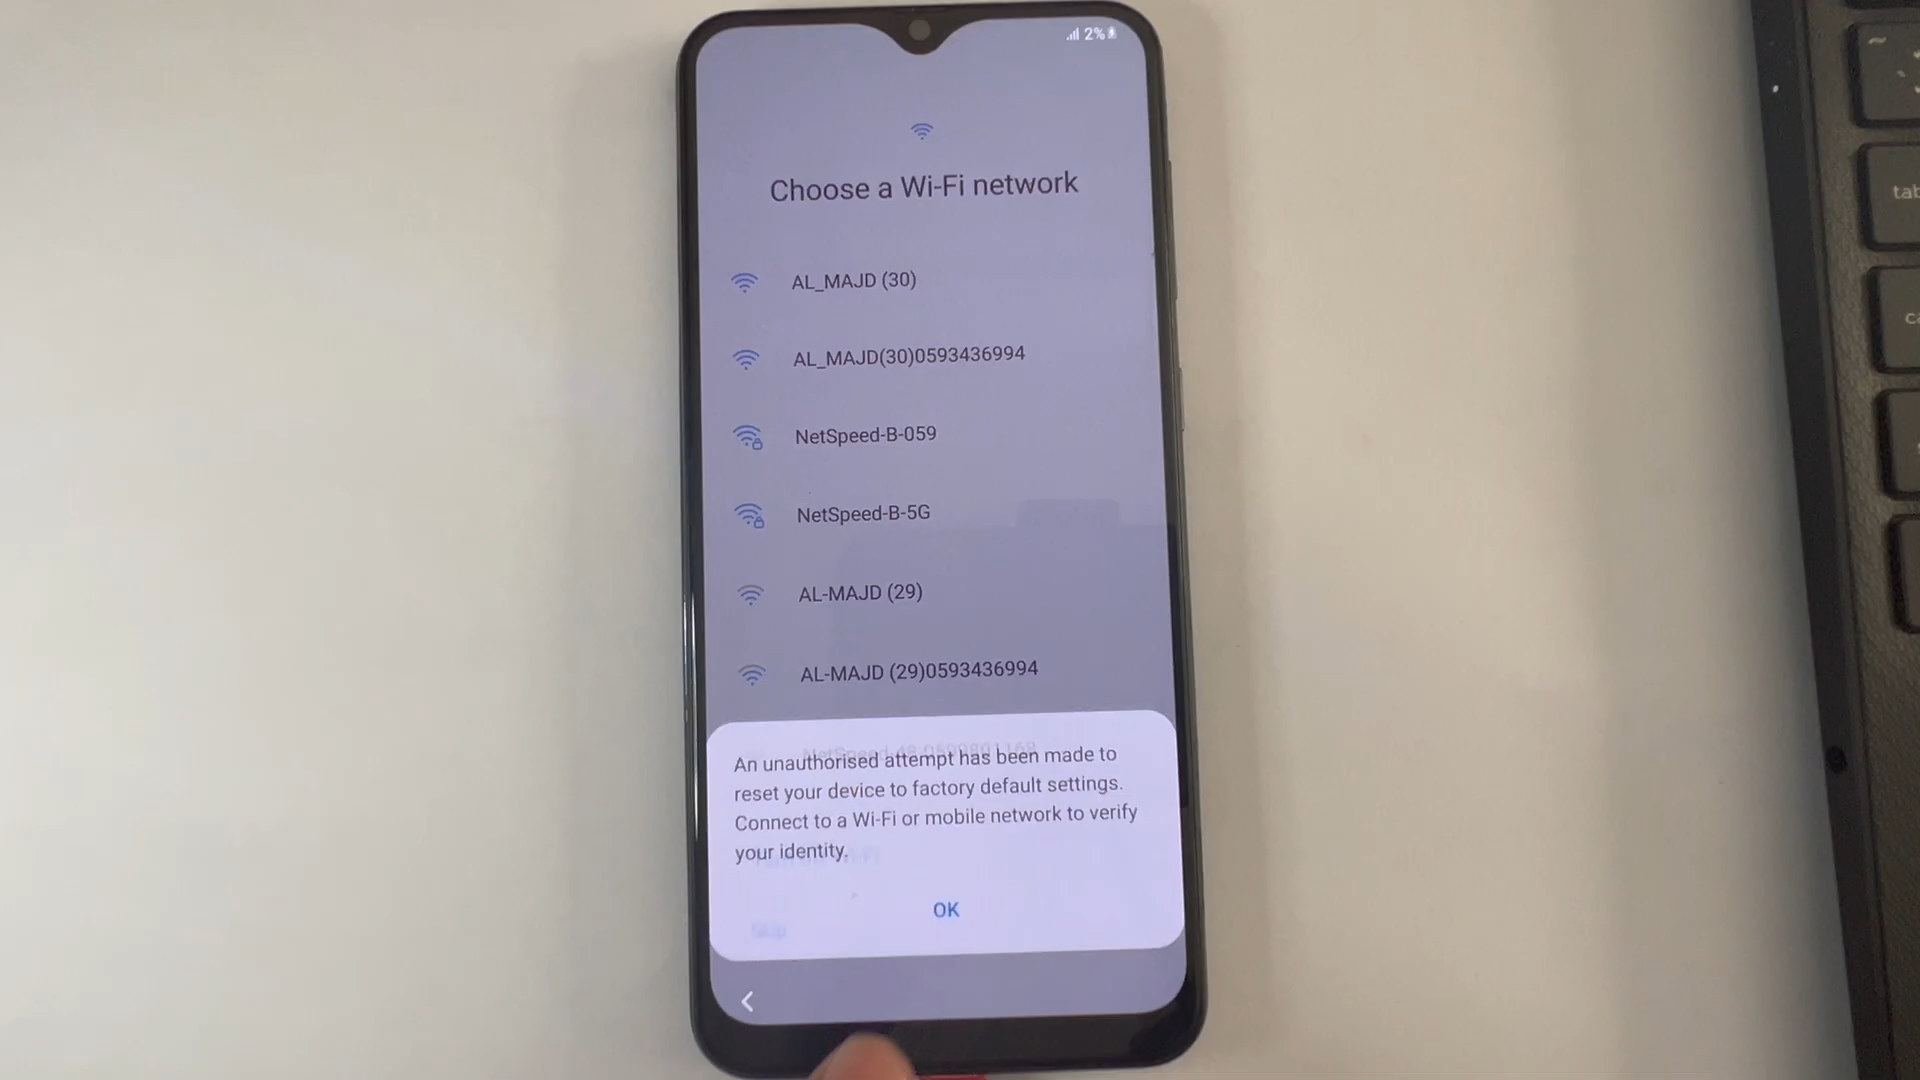 2%
Choose a Wi-Fi network
AL_MAJD (30)
AL_MAJD(30)0593436994
NetSpeed-B-059
NetSpeed-B-5G
AL-MAJD (29)
AL-MAJD (29)0593436994
An unauthorised attempt has been made to
reset your device to factory default settings.
Connect to a Wi-Fi or mobile network to verify
your identity.
OK
Skip
~
tab